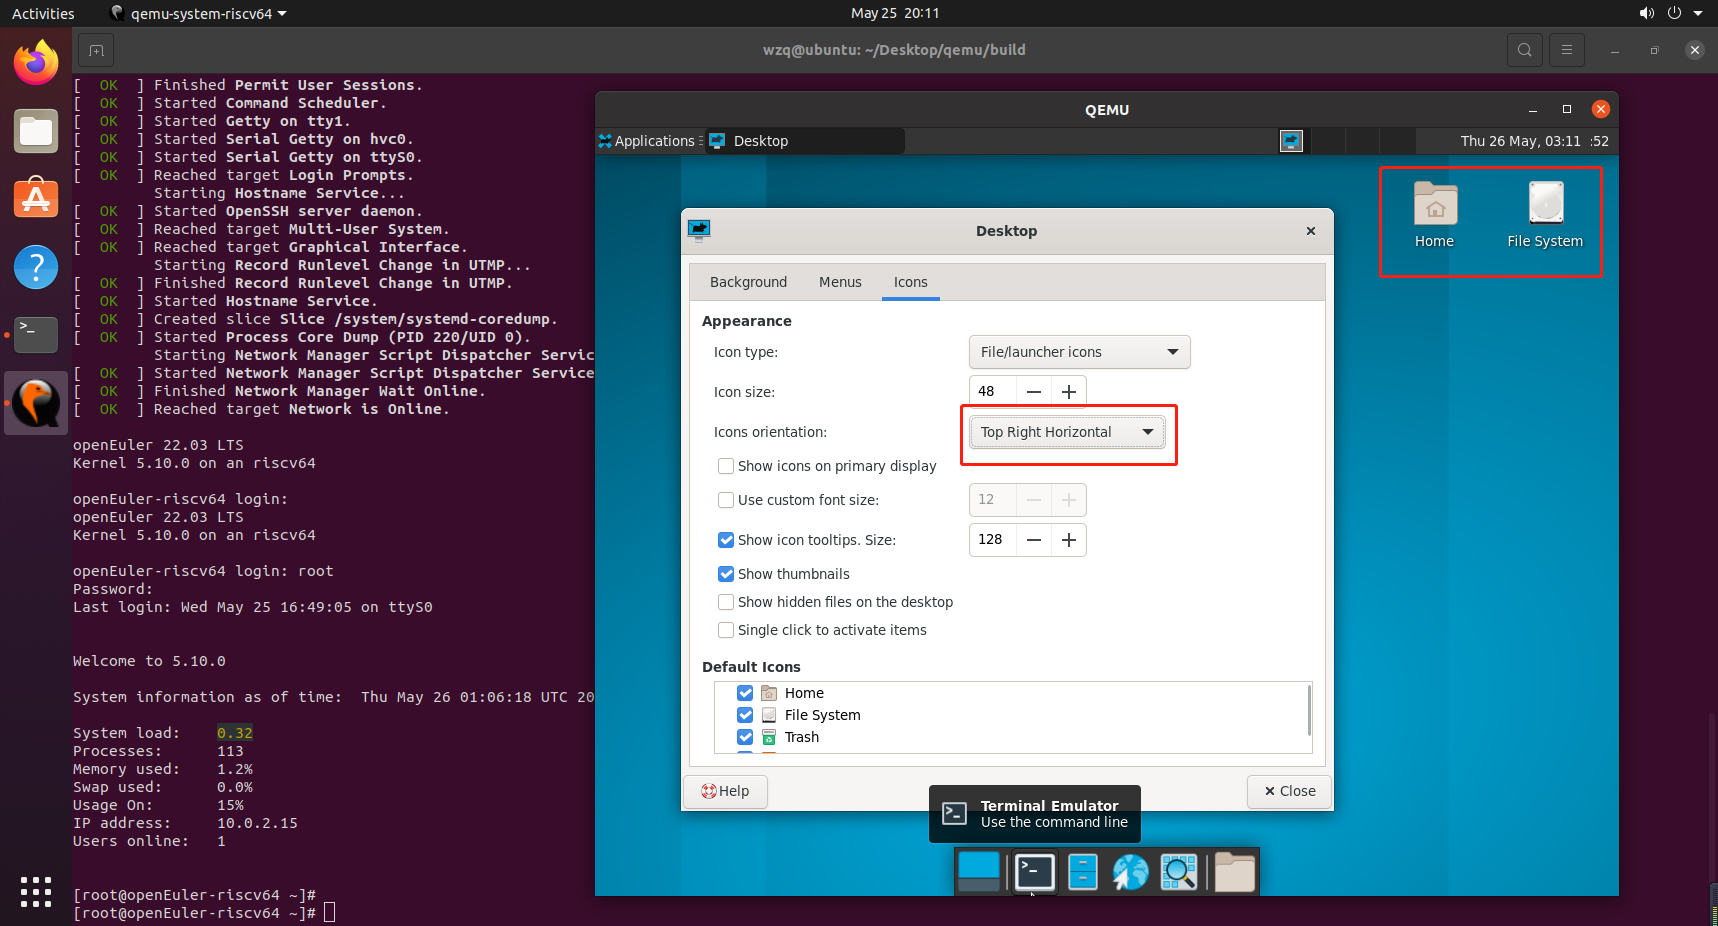 Activities
qemu-system-riscv64
May 25  20:11
wzq@ubuntu: ~/Desktop/qemu/build
[  OK  ] Finished Permit User Sessions.
[  OK  ] Started Command Scheduler.
[  OK  ] Started Getty on tty1.
[  OK  ] Started Serial Getty on hvc0.
[  OK  ] Started Serial Getty on ttyS0.
[  OK  ] Reached target Login Prompts.
Starting Hostname Service...
[  OK  ] Started OpenSSH server daemon.
[  OK  ] Reached target Multi-User System.
[  OK  ] Reached target Graphical Interface.
Starting Record Runlevel Change in UTMP...
[  OK  ] Finished Record Runlevel Change in UTMP.
[  OK  ] Started Hostname Service.
[  OK  ] Created slice Slice /system/systemd-coredump.
[  OK  ] Started Process Core Dump (PID 220/UID 0).
Starting Network Manager Script Dispatcher Servic
[  OK  ] Started Network Manager Script Dispatcher Service
[  OK  ] Finished Network Manager Wait Online.
[  OK  ] Reached target Network is Online.
openEuler 22.03 LTS
Kernel 5.10.0 on an riscv64
openEuler-riscv64 login:
openEuler 22.03 LTS
Kernel 5.10.0 on an riscv64
openEuler-riscv64 login: root
Password:
Last login: Wed May 25 16:49:05 on ttyS0
Welcome to 5.10.0
System information as of time:  Thu May 26 01:06:18 UTC 20
System load:    0.32
Processes:      113
Memory used:    1.2%
Swap used:      0.0%
Usage On:       15%
IP address:     10.0.2.15
Users online:   1
[root@openEuler-riscv64 ~]#
[root@openEuler-riscv64 ~]#
QEMU
Applications
Desktop
Thu 26 May, 03:11 :52
Home
File System
Desktop
Background
Menus
Icons
Appearance
Icon type:
File/launcher icons
Icon size:
48
Icons orientation:
Top Right Horizontal
Show icons on primary display
Use custom font size:
12
Show icon tooltips. Size:
128
Show thumbnails
Show hidden files on the desktop
Single click to activate items
Default Icons
Home
File System
Trash
Help
Close
Terminal Emulator
Use the command line